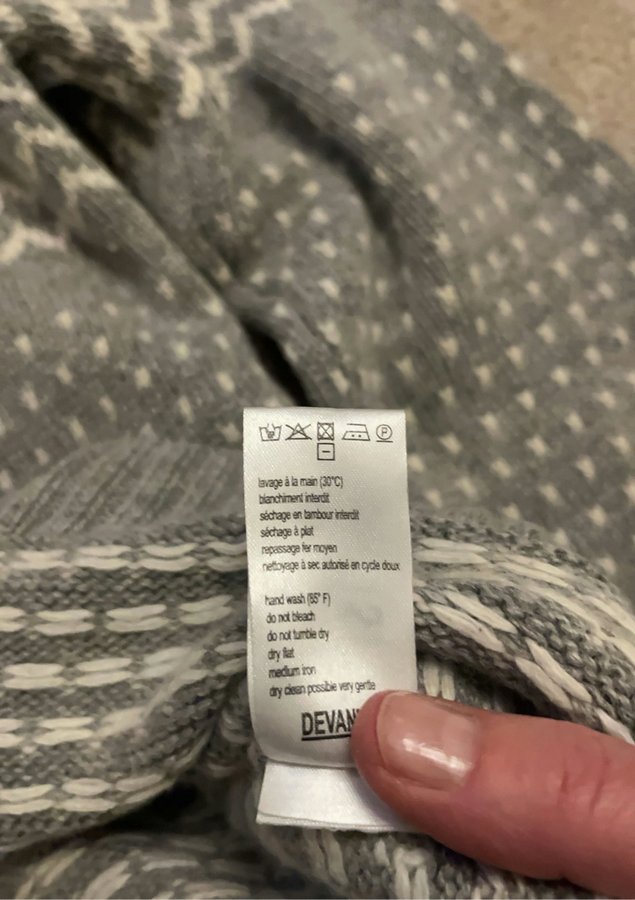 P
lavage à la main (30°C)
blanchiment interdit
séchage en tambour interdit
séchage à plat
repassage fer moyen
nettoyage à sec autorisé en cycle doux
hand wash (85° F)
do not bleach
do not tumble dry
dry flat
medium iron
dry clean possible very gentle